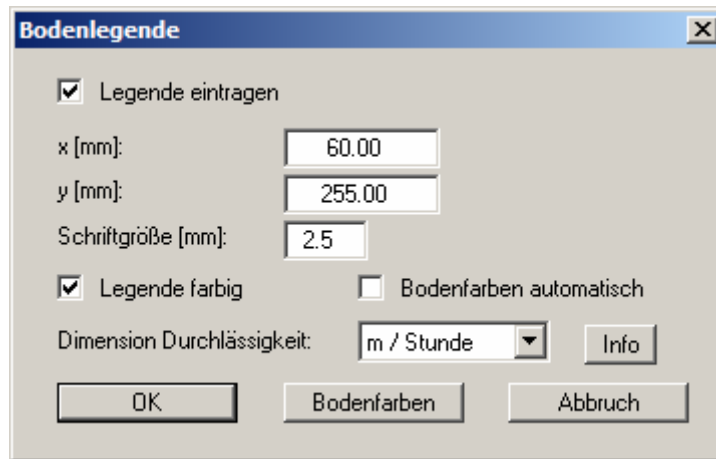 Bodenlegende
Legende eintragen
x [mm]: 60.00
y [mm]: 255.00
Schriftgröße [mm]: 2.5
Legende farbig Bodenfarben automatisch
Dimension Durchlässigkeit: m / Stunde Info
OK Bodenfarben Abbruch